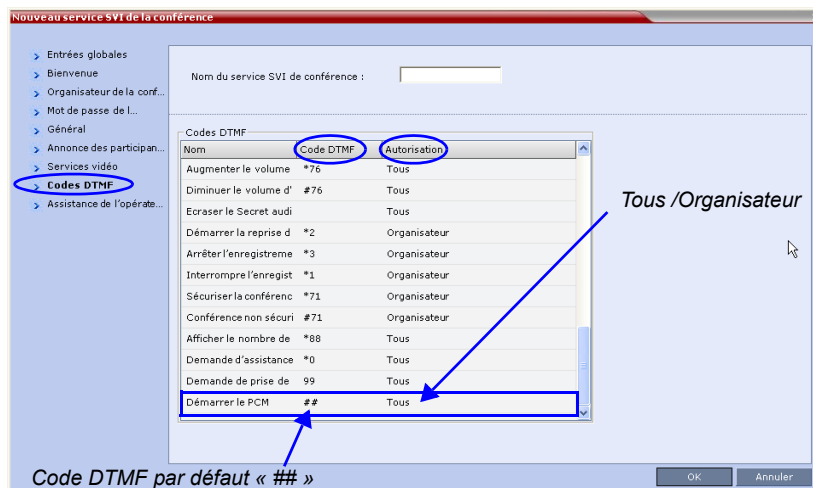 Nouveau service SVI de la conférence
Entrées globales
Bienvenue
Organisateur de la conf...
Mot de passe de l...
Général
Annonce des participan...
Services vidéo
Codes DTMF
Assistance de l'opérate...
Nom du service SVI de conférence :
Codes DTMF
Nom Code DTMF Autorisation
Augmenter le volume *76 Tous
Diminuer le volume d' #76 Tous
Ecraser le Secret audi Tous
Démarrer la reprise d *2 Organisateur
Arrêter l'enregistreme *3 Organisateur
Interrompre l'enregist *1 Organisateur
Sécuriser la conférenc *71 Organisateur
Conférence non sécuri #71 Organisateur
Afficher le nombre de *88 Tous
Demande d'assistance *0 Tous
Demande de prise de 99 Tous
Démarrer le PCM ## Tous
Tous /Organisateur
Code DTMF par défaut « ## »
OK Annuler